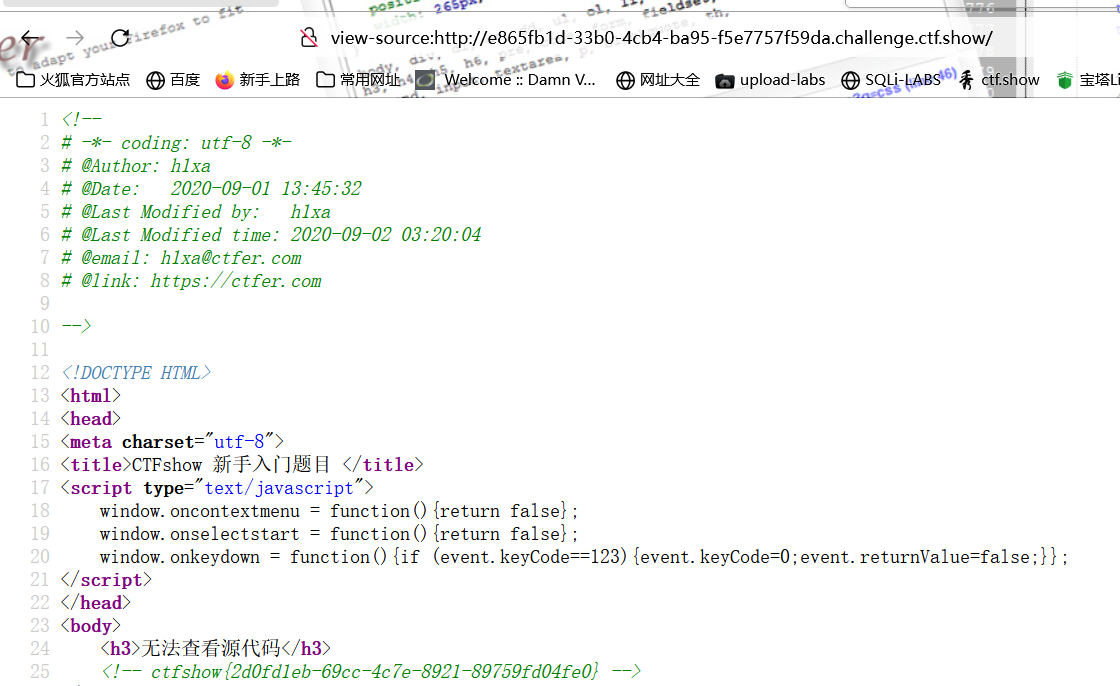 view-source:http://e865fb1d-33b0-4cb4-ba95-f5e7757f59da.challenge.ctf.show/
火狐官方站点 百度 新手上路 常用网址 Welcome :: Damn V... 网址大全 upload-labs SQLi-LABS ctf.show 宝塔Li
1 <!--
2 # -*- coding: utf-8 -*-
3 # @Author: h1xa
4 # @Date:   2020-09-01 13:45:32
5 # @Last Modified by:   h1xa
6 # @Last Modified time: 2020-09-02 03:20:04
7 # @email: h1xa@ctfer.com
8 # @link: https://ctfer.com
9
10 -->
11
12 <!DOCTYPE HTML>
13 <html>
14 <head>
15 <meta charset="utf-8">
16 <title>CTFshow 新手入门题目 </title>
17 <script type="text/javascript">
18     window.oncontextmenu = function(){return false};
19     window.onselectstart = function(){return false};
20     window.onkeydown = function(){if (event.keyCode==123){event.keyCode=0;event.returnValue=false;}};
21 </script>
22 </head>
23 <body>
24     <h3>无法查看源代码</h3>
25     <!-- ctfshow{2d0fd1eb-69cc-4c7e-8921-89759fd04fe0} -->